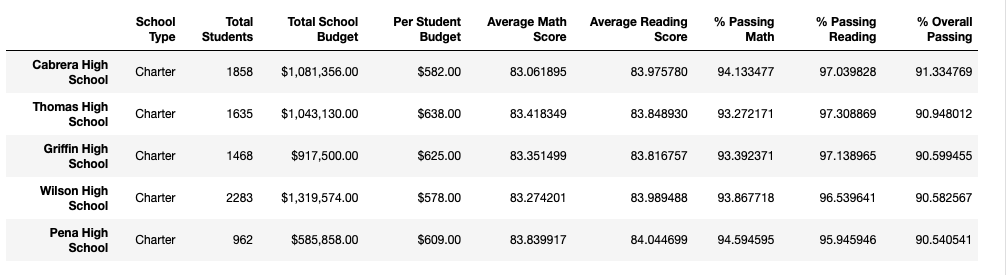 School Type Total Students Total School Budget Per Student Budget Average Math Score Average Reading Score % Passing Math % Passing Reading % Overall Passing
Cabrera High School Charter 1858 $1,081,356.00 $582.00 83.061895 83.975780 94.133477 97.039828 91.334769
Thomas High School Charter 1635 $1,043,130.00 $638.00 83.418349 83.848930 93.272171 97.308869 90.948012
Griffin High School Charter 1468 $917,500.00 $625.00 83.351499 83.816757 93.392371 97.138965 90.599455
Wilson High School Charter 2283 $1,319,574.00 $578.00 83.274201 83.989488 93.867718 96.539641 90.582567
Pena High School Charter 962 $585,858.00 $609.00 83.839917 84.044699 94.594595 95.945946 90.540541